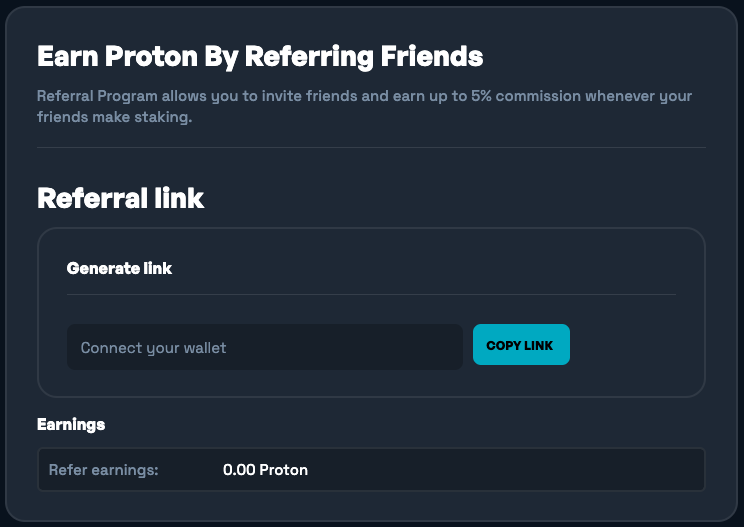 Earn Proton By Referring Friends
Referral Program allows you to invite friends and earn up to 5% commission whenever your
friends make staking.
Referral link
Generate link
Connect your wallet
COPY LINK
Earnings
Refer earnings:
0.00 Proton